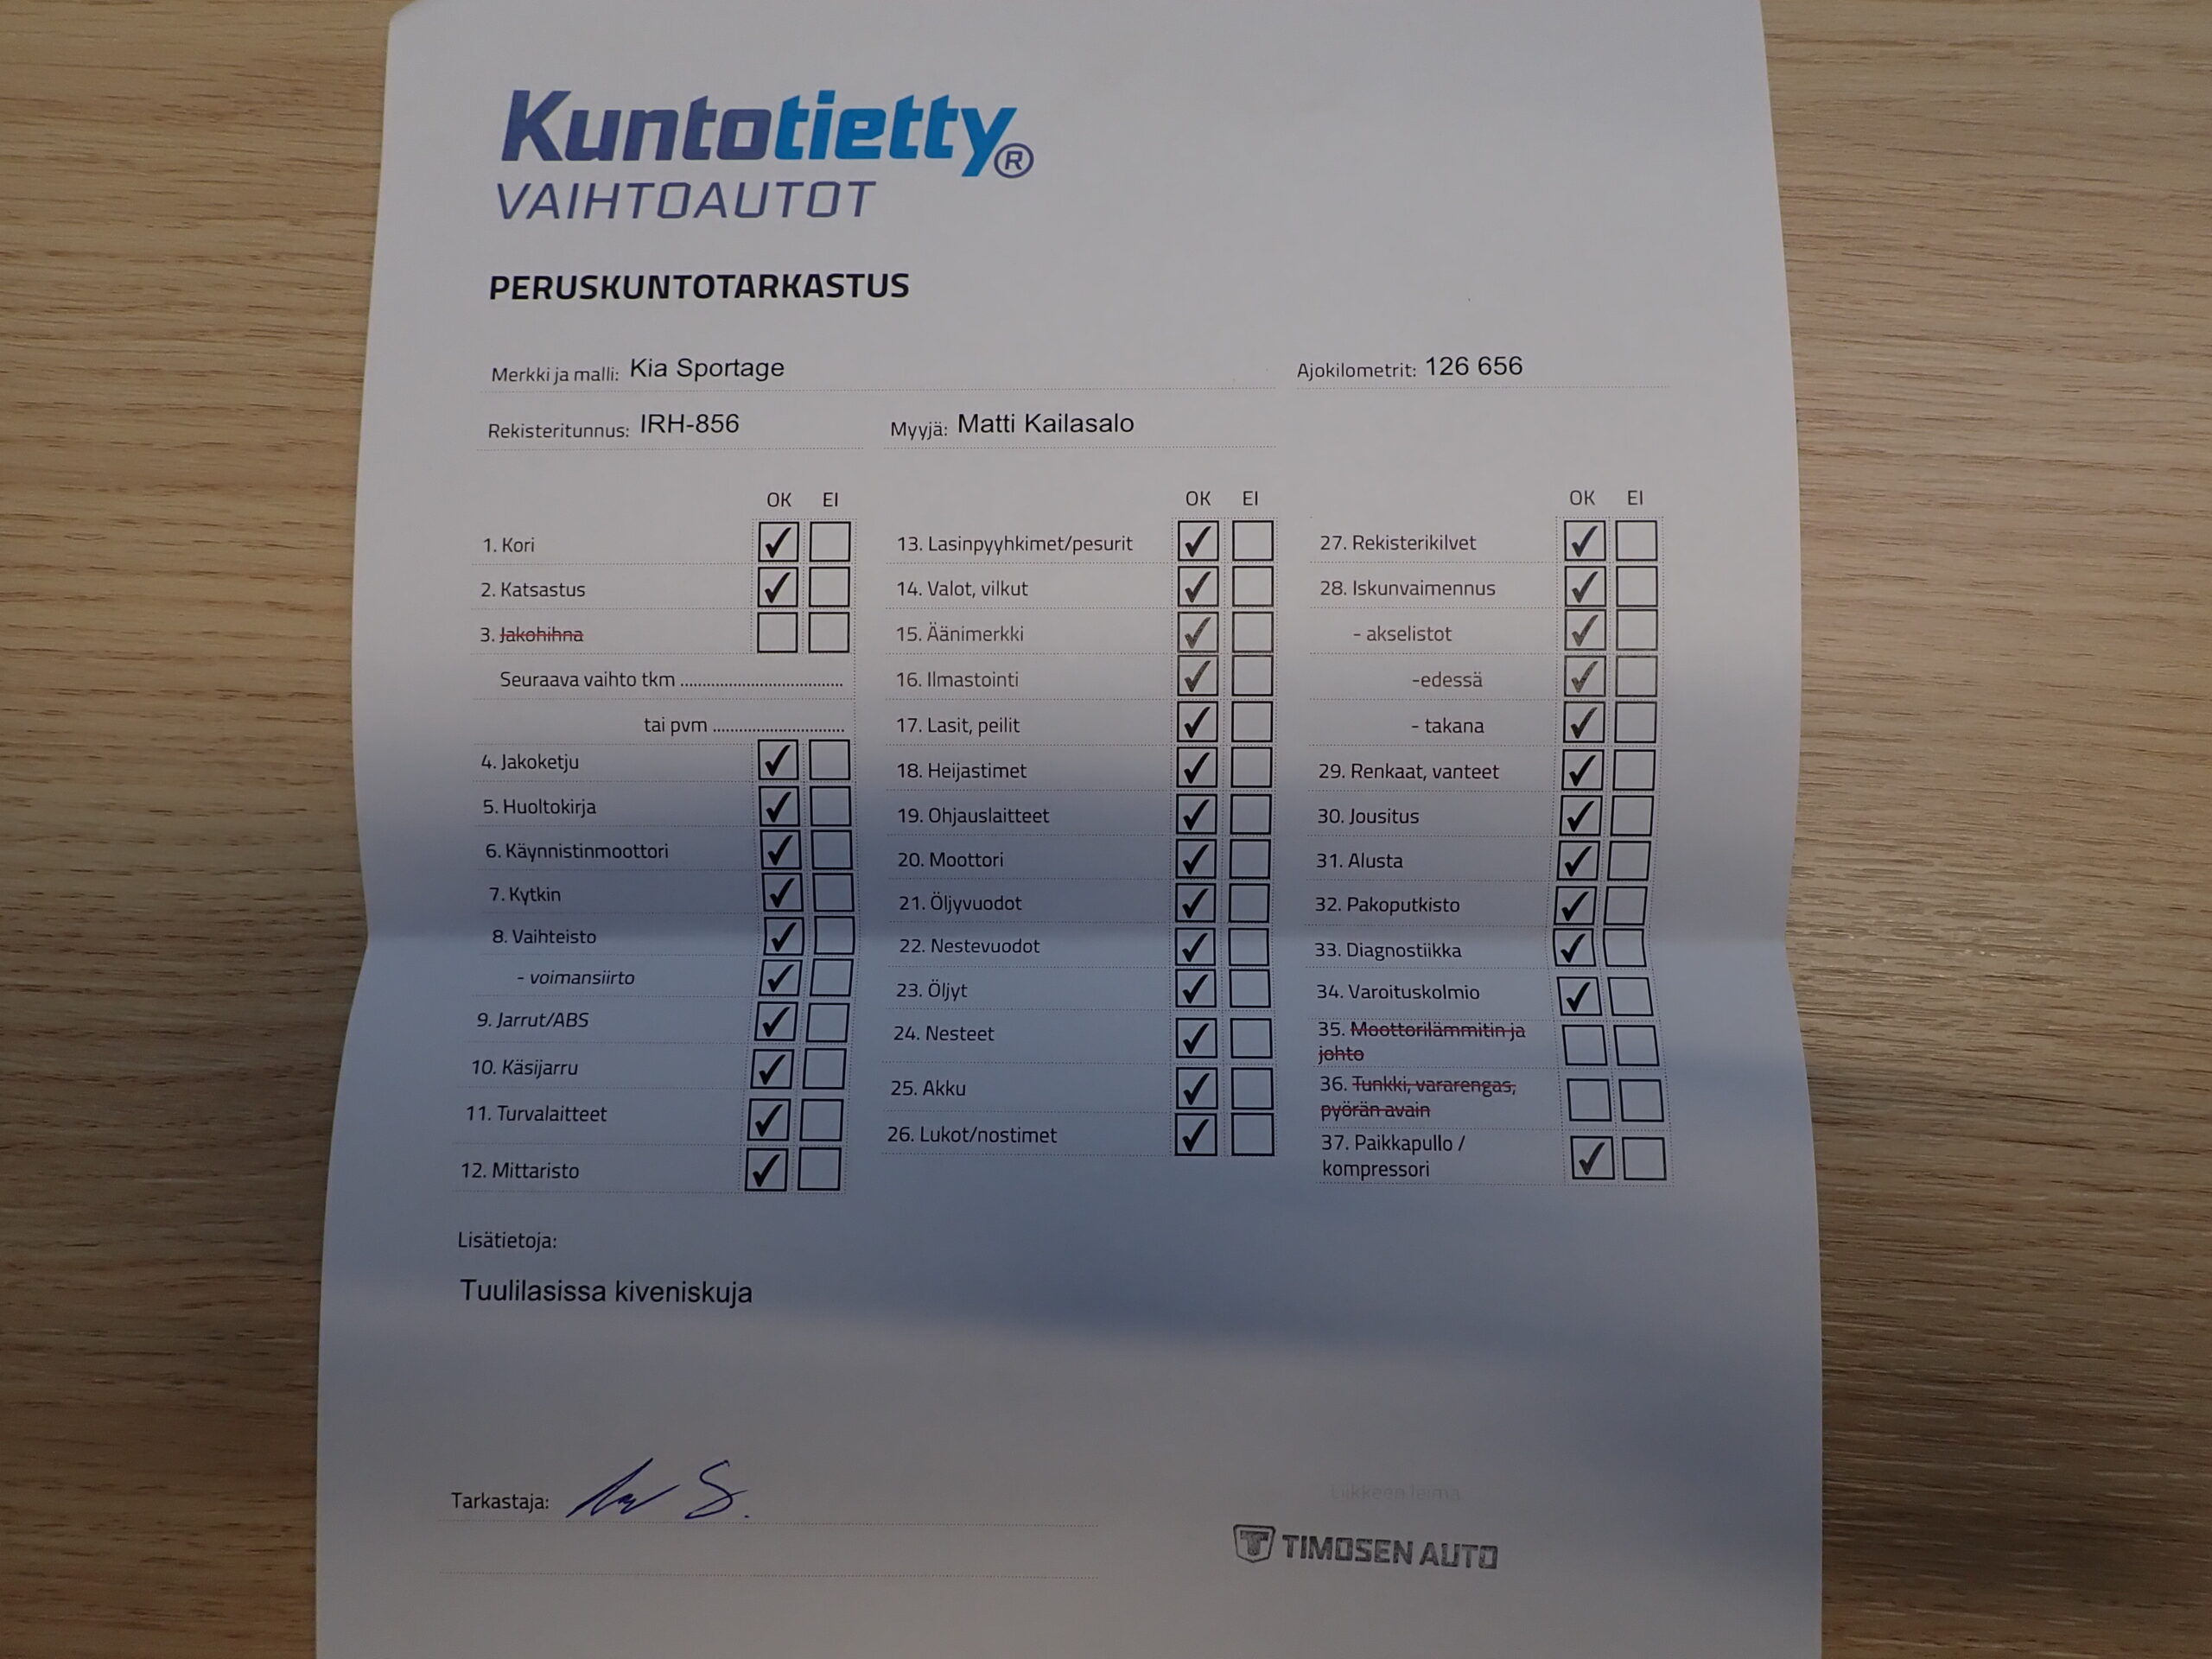 Kuntotietty®
VAIHTOAUTOT
PERUSKUNTOTARKASTUS
Merkki ja malli: Kia Sportage
Ajokilometrit: 126 656
Rekisteritunnus: IRH-856
Myyjä: Matti Kailasalo
OK EI
1. Kori
2. Katsastus
3. Jakohihna
Seuraava vaihto tkm
tai pvm
4. Jakoketju
5. Huoltokirja
6. Käynnistinmoottori
7. Kytkin
8. Vaihteisto
- voimansiirto
9. Jarrut/ABS
10. Käsijarru
11. Turvalaitteet
12. Mittaristo
OK EI
13. Lasinpyyhkimet/pesurit
14. Valot, vilkut
15. Äänimerkki
16. Ilmastointi
17. Lasit, peilit
18. Heijastimet
19. Ohjauslaitteet
20. Moottori
21. Öljyvuodot
22. Nestevuodot
23. Öljyt
24. Nesteet
25. Akku
26. Lukot/nostimet
OK EI
27. Rekisterikilvet
28. Iskunvaimennus
- akselistot
-edessä
- takana
29. Renkaat, vanteet
30. Jousitus
31. Alusta
32. Pakoputkisto
33. Diagnostiikka
34. Varoituskolmio
35. Moottorilämmitin ja
johto
36. Tunkki, vararengas,
pyörän avain
37. Paikkapullo /
kompressori
Lisätietoja:
Tuulilasissa kiveniskuja
Tarkastaja:
Liikkeen leima
TIMOSEN AUTO